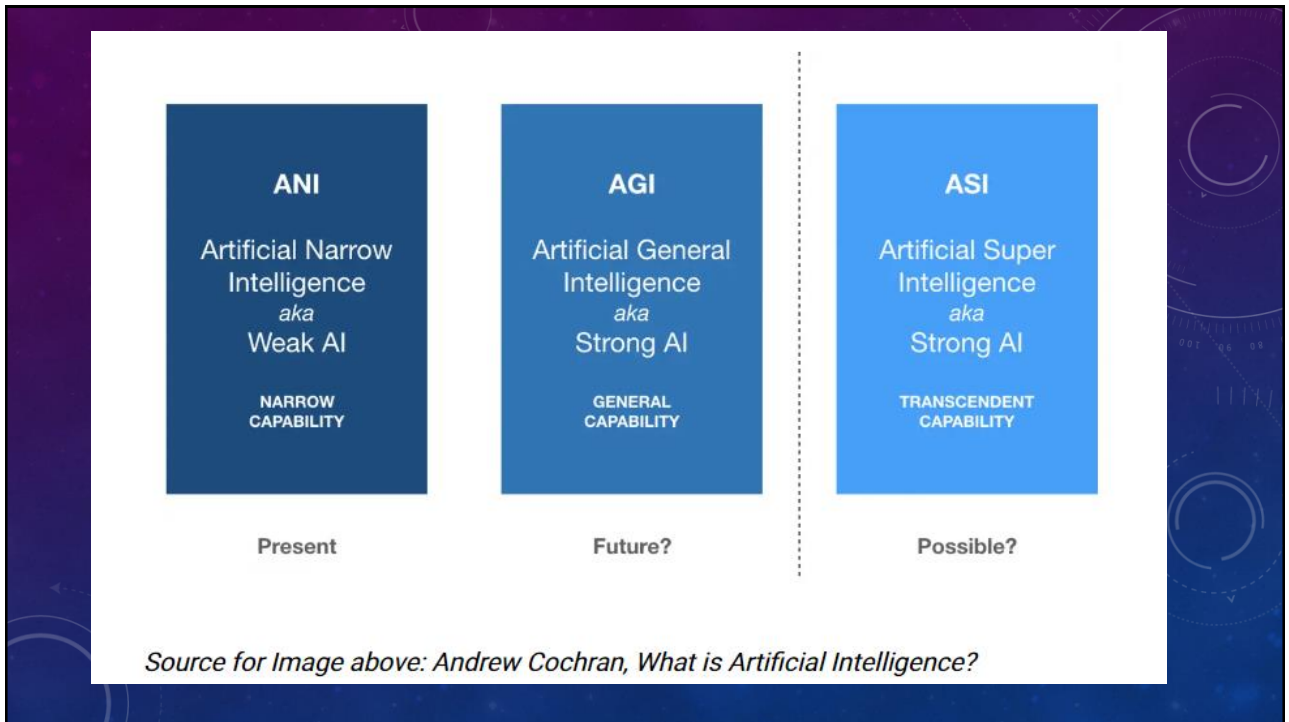 ANI
Artificial Narrow
Intelligence
aka
Weak AI
NARROW
CAPABILITY
Present
AGI
Artificial General
Intelligence
aka
Strong AI
GENERAL
CAPABILITY
Future?
ASI
Artificial Super
Intelligence
aka
Strong AI
TRANSCENDENT
CAPABILITY
Possible?
Source for Image above: Andrew Cochran, What is Artificial Intelligence?